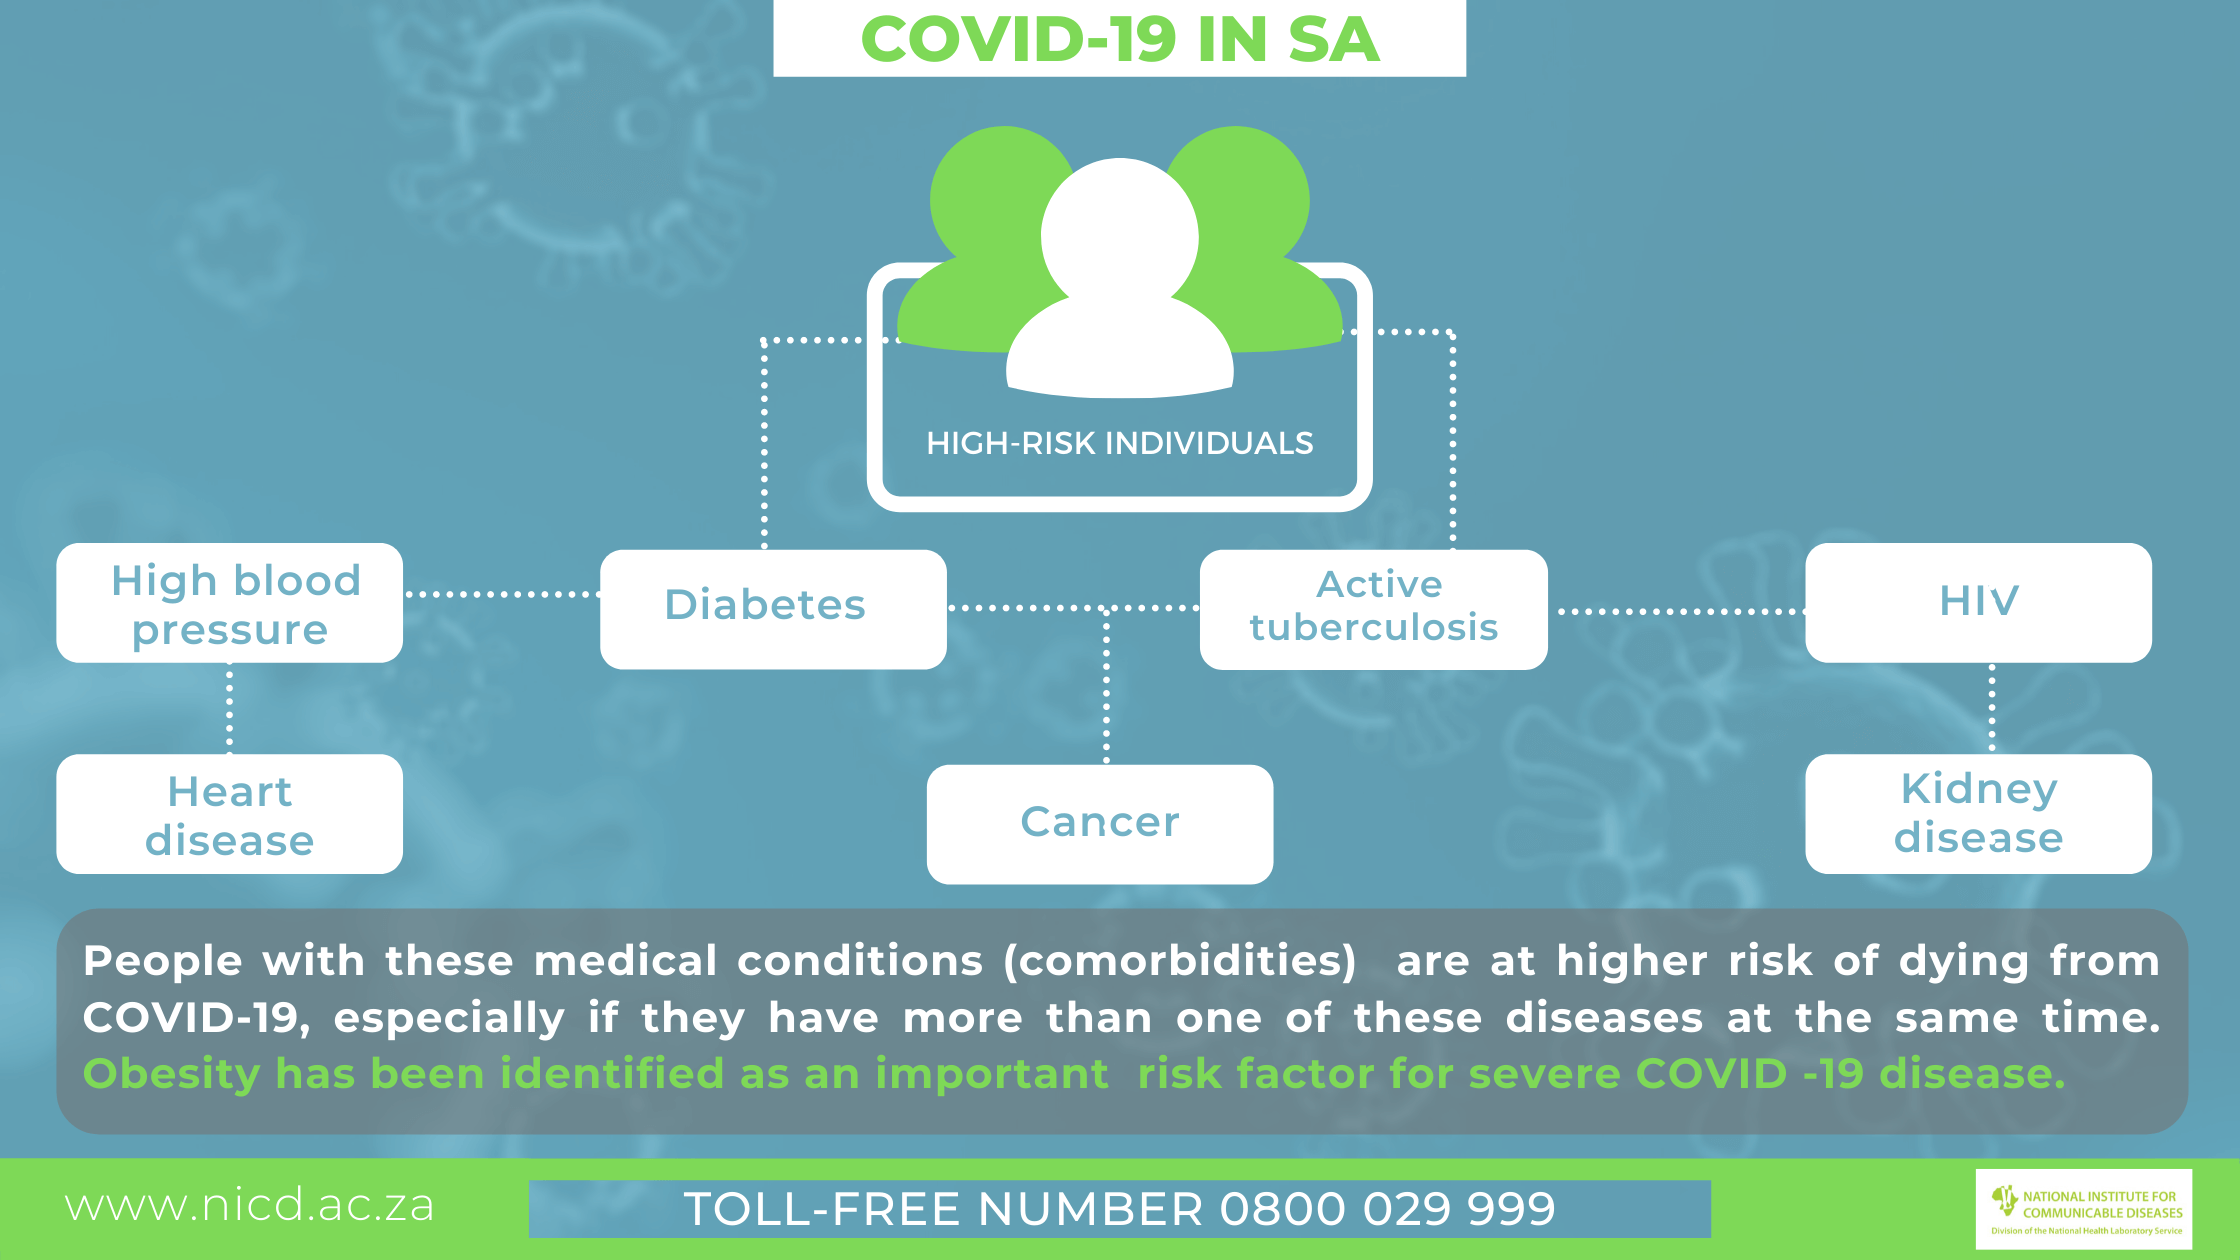 COVID-19 IN SA
HIGH-RISK INDIVIDUALS
High blood
pressure
Diabetes
Active
tuberculosis
HIV
Heart
disease
Cancer
Kidney
disease
People with these medical conditions (comorbidities) are at higher risk of dying from
COVID-19, especially if they have more than one of these diseases at the same time.
Obesity has been identified as an important risk factor for severe COVID -19 disease.
www.nicd.ac.za
TOLL-FREE NUMBER 0800 029 999
NATIONAL INSTITUTE FOR
COMMUNICABLE DISEASES
Division of the National Health Laboratory Service